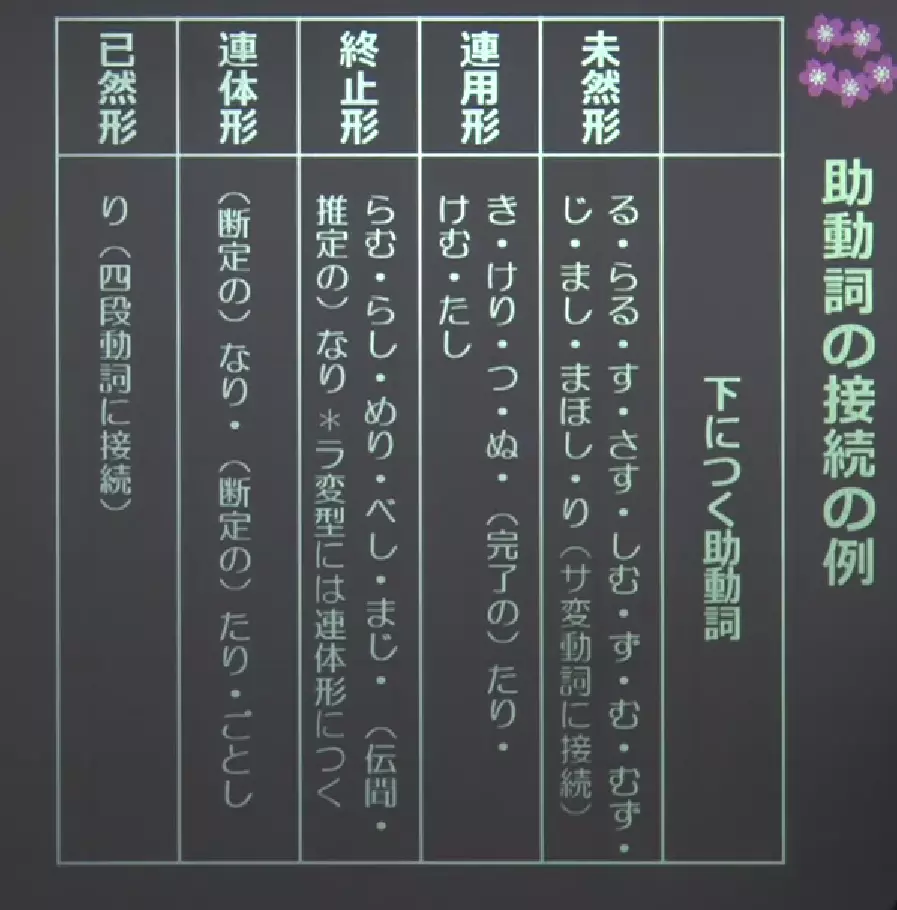 助動詞の接続の例
下につく助動詞
未然形
る・らる・す・さす・しむ・ず・む・むず・
じ・まし・まほし・り（サ変動詞に接続）
連用形
き・けり・つ・ぬ・（完了の）たり・
けむ・たし
終止形
らむ・らし・めり・べし・まじ・（伝聞・
推定の）なり＊ラ変型には連体形につく
連体形
（断定の）なり・（断定の）たり・ごとし
已然形
り（四段動詞に接続）